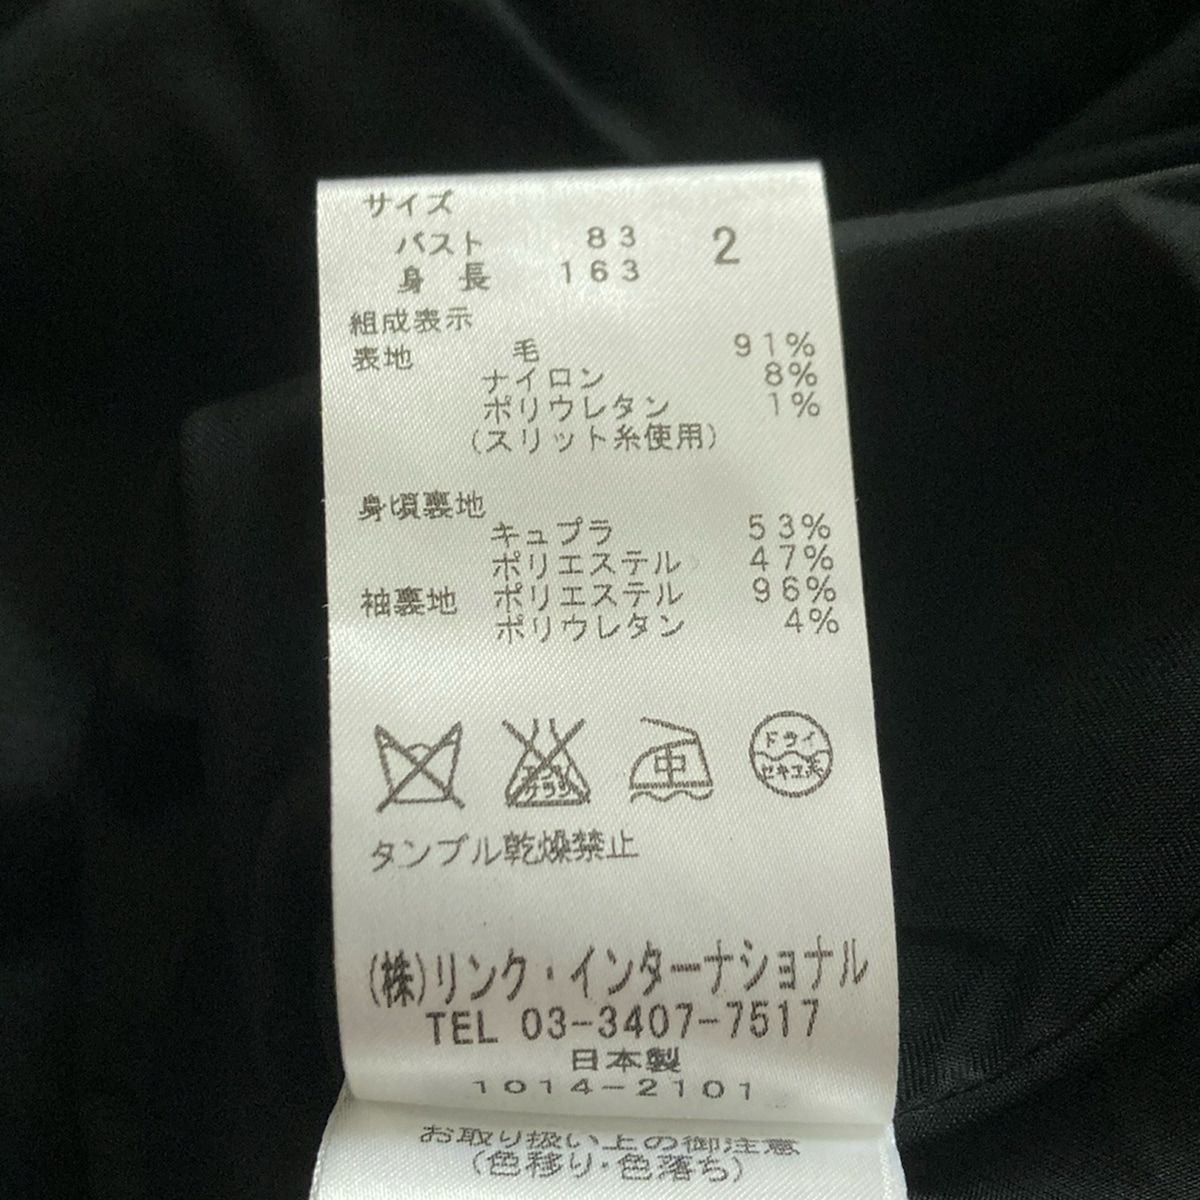 サイズ
バスト 83 2
身長 163
組成表示
表地 毛 91%
ナイロン 8%
ポリウレタン 1%
(スリット糸使用)
身頃裏地
キュプラ 53%
ポリエステル 47%
袖裏地 ポリエステル 96%
ポリウレタン 4%
エンソ サラシ 中 ドライ セキユ系
タンブル乾燥禁止
(株)リンク・インターナショナル
TEL 03-3407-7517
日本製
1014-2101
お取り扱い上の御注意
(色移り・色落ち)